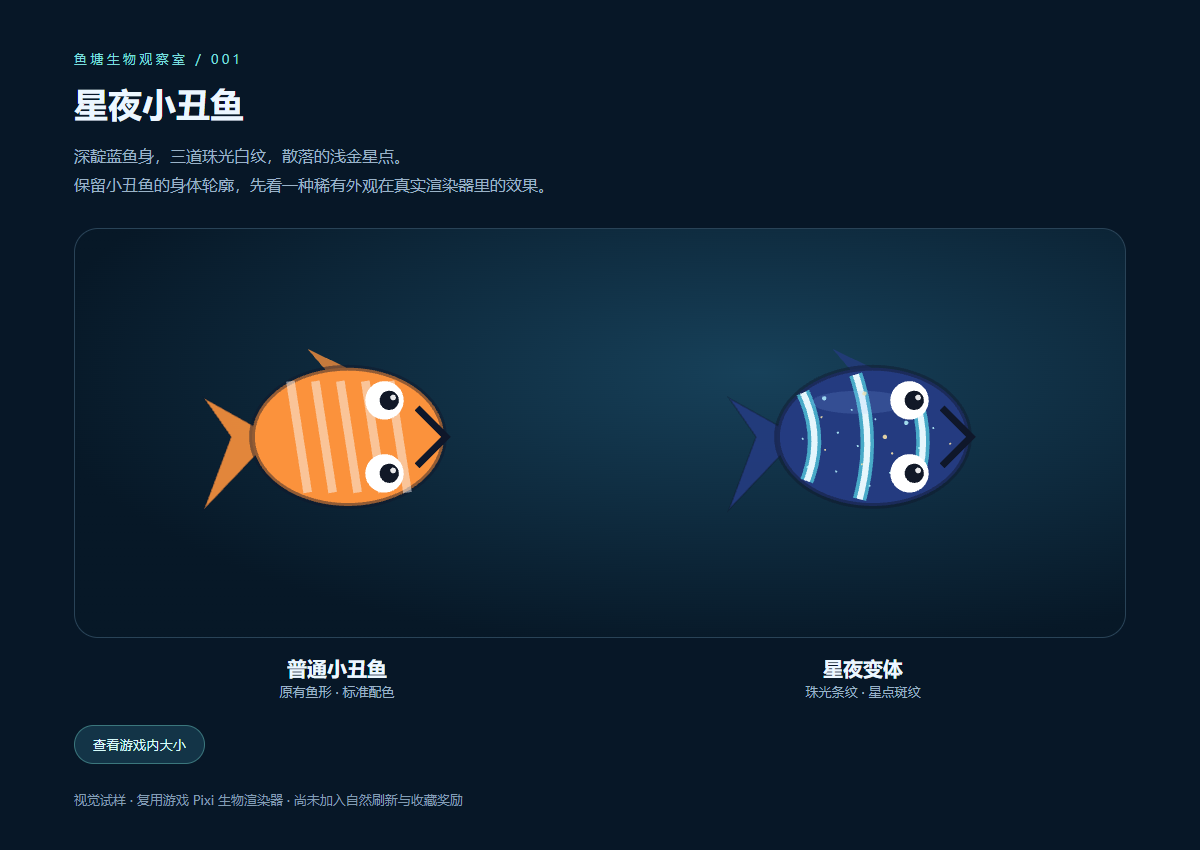 鱼塘生物观察室 / 001
星夜小丑鱼
深靛蓝鱼身，三道珠光白纹，散落的浅金星点。
保留小丑鱼的身体轮廓，先看一种稀有外观在真实渲染器里的效果。
普通小丑鱼
原有鱼形 · 标准配色
星夜变体
珠光条纹 · 星点斑纹
查看游戏内大小
视觉试样 · 复用游戏 Pixi 生物渲染器 · 尚未加入自然刷新与收藏奖励